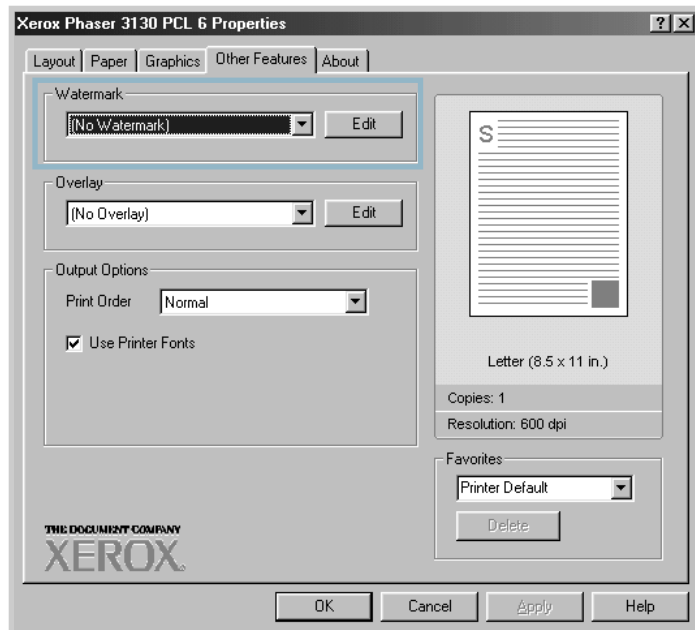 Xerox Phaser 3130 PCL 6 Properties
Layout
Paper
Graphics
Other Features
About
Watermark
(No Watermark)
Edit
Overlay
(No Overlay)
Edit
Output Options
Print Order
Normal
Use Printer Fonts
S
Letter (8.5 x 11 in.)
Copies: 1
Resolution: 600 dpi
Favorites
Printer Default
Delete
THE DOCUMENT COMPANY
XEROX
OK
Cancel
Apply
Help